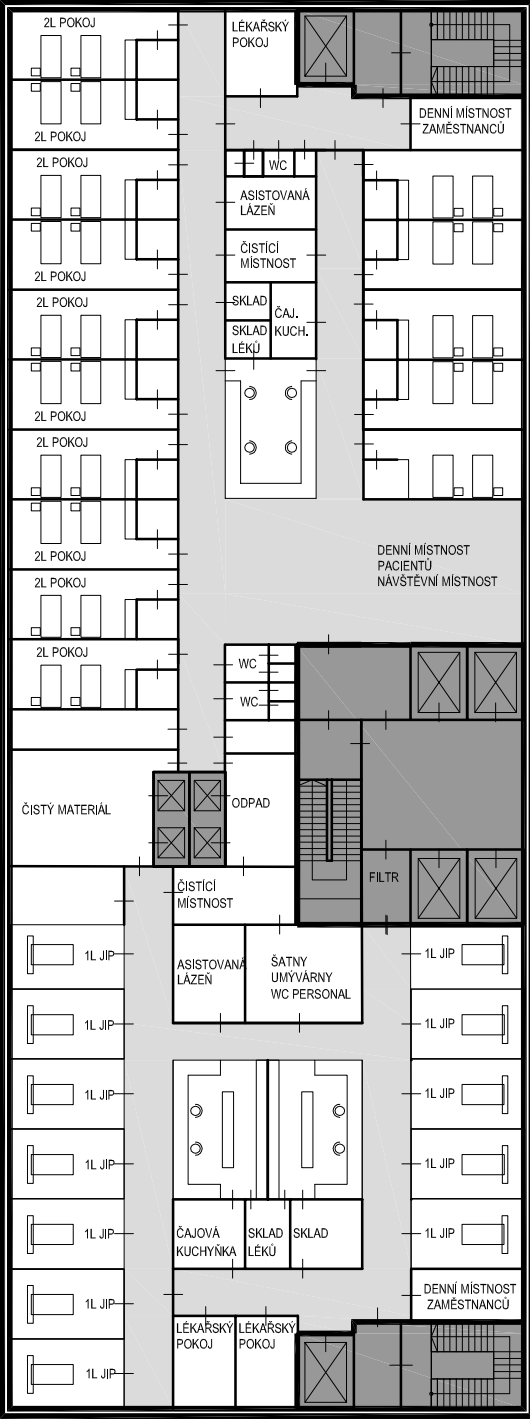 2L POKOJ
LÉKAŘSKÝ
POKOJ
DENNÍ MÍSTNOST
ZAMĚSTNANCŮ
2L POKOJ
2L POKOJ
WC
ASISTOVANÁ
LÁZEŇ
ČISTÍCÍ
MÍSTNOST
2L POKOJ
2L POKOJ
SKLAD
ČAJ.
KUCH.
SKLAD
LÉKŮ
2L POKOJ
2L POKOJ
2L POKOJ
DENNÍ MÍSTNOST
PACIENTŮ
NÁVŠTĚVNÍ MÍSTNOST
2L POKOJ
2L POKOJ
WC
WC
ČISTÝ MATERIÁL
ODPAD
FILTR
ČISTÍCÍ
MÍSTNOST
ASISTOVANÁ
LÁZEŇ
ŠATNY
UMÝVÁRNY
WC PERSONAL
1L JIP
1L JIP
1L JIP
1L JIP
1L JIP
1L JIP
1L JIP
1L JIP
1L JIP
ČAJOVÁ
KUCHYŇKA
SKLAD
LÉKŮ
SKLAD
1L JIP
1L JIP
DENNÍ MÍSTNOST
ZAMĚSTNANCŮ
LÉKAŘSKÝ
POKOJ
LÉKAŘSKÝ
POKOJ
1L JIP